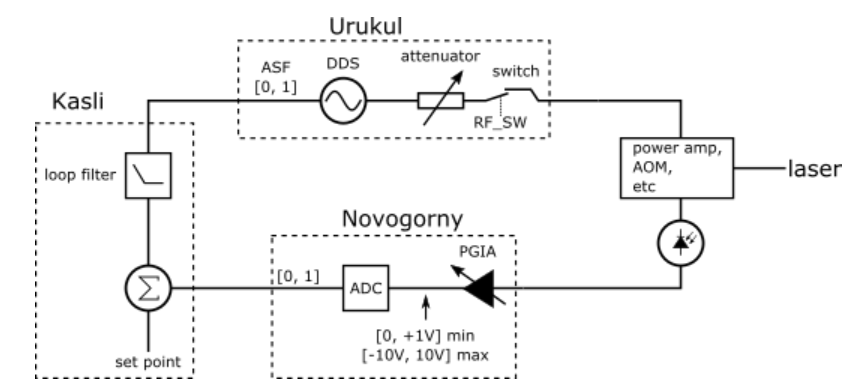 Urukul
ASF
[0, 1]
DDS
attenuator
switch
RF_SW
Kasli
loop filter
power amp,
AOM,
etc
laser
Novogorny
PGIA
[0, 1]
ADC
Σ
[0, +1V] min
[-10V, 10V] max
set point